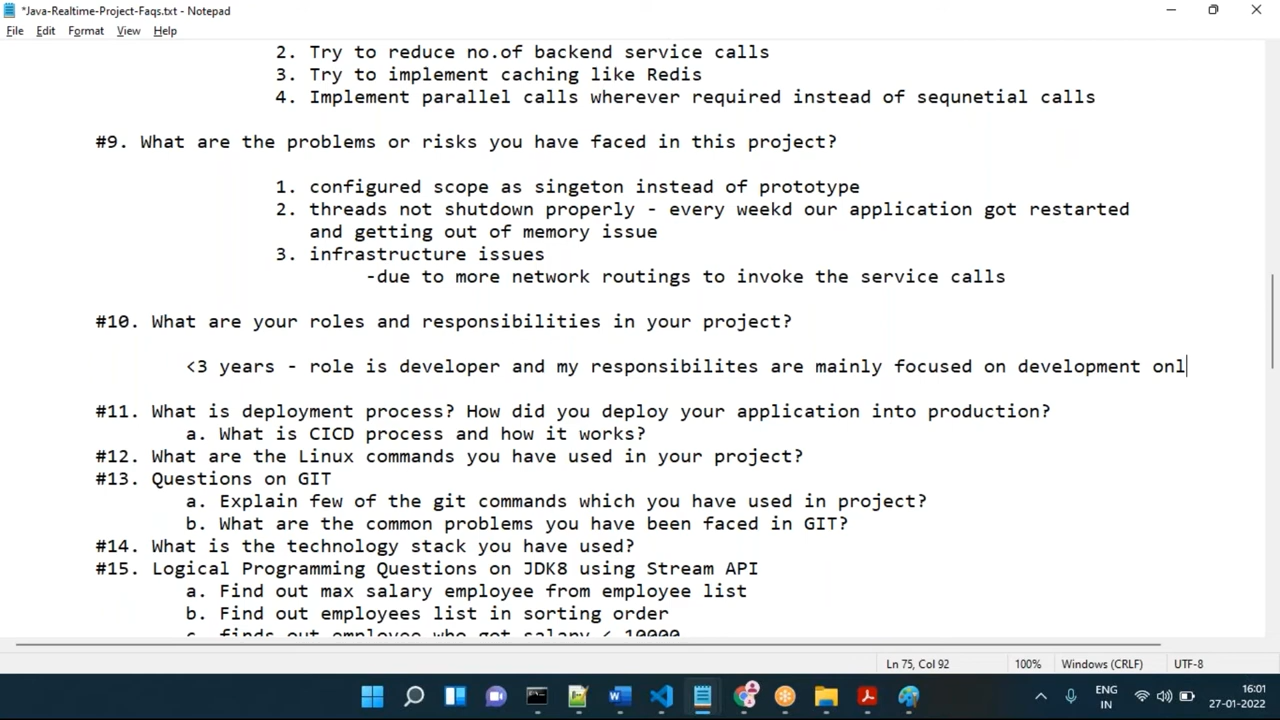 *Java-Realtime-Project-Faqs.txt - Notepad
File Edit Format View Help
2. Try to reduce no.of backend service calls
3. Try to implement caching like Redis
4. Implement parallel calls wherever required instead of sequnetial calls
#9. What are the problems or risks you have faced in this project?
1. configured scope as singeton instead of prototype
2. threads not shutdown properly - every weekd our application got restarted
and getting out of memory issue
3. infrastructure issues
-due to more network routings to invoke the service calls
#10. What are your roles and responsibilities in your project?
<3 years - role is developer and my responsibilites are mainly focused on development onl
#11. What is deployment process? How did you deploy your application into production?
a. What is CICD process and how it works?
#12. What are the Linux commands you have used in your project?
#13. Questions on GIT
a. Explain few of the git commands which you have used in project?
b. What are the common problems you have been faced in GIT?
#14. What is the technology stack you have used?
#15. Logical Programming Questions on JDK8 using Stream API
a. Find out max salary employee from employee list
b. Find out employees list in sorting order
c. finds out employee who got salary < 10000
Ln 75, Col 92 100% Windows (CRLF) UTF-8
ENG 16:01
IN 27-01-2022